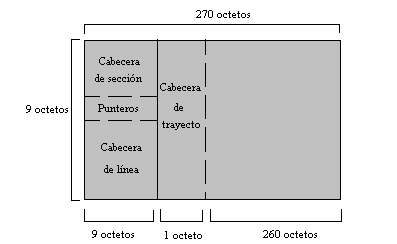 270 octetos
9 octetos
Cabecera
de sección
Punteros
Cabecera
de línea
Cabecera
de
trayecto
9 octetos
1 octeto
260 octetos